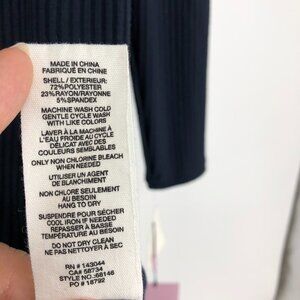 MADE IN CHINA
FABRIQUÉ EN CHINE
SHELL / EXTERIEUR:
72%POLYESTER
23%RAYON/RAYONNE
5%SPANDEX
MACHINE WASH COLD
GENTLE CYCLE WASH
WITH LIKE COLORS
LAVER À LA MACHINE À
L'EAU FROIDE AU CYCLE
DÉLICAT AVEC DES
COULEURS SEMBLABLES
ONLY NON CHLORINE BLEACH
WHEN NEEDED
UTILISER UN AGENT
DE BLANCHIMENT
NON CHLORE SEULEMENT
AU BESOIN
HANG TO DRY
SUSPENDRE POUR SÉCHER
COOL IRON IF NEEDED
REPASSER À BASSE
TEMPÉRATURE AU BESOIN
DO NOT DRY CLEAN
NE PAS NETTOYER À SEC
RN # 143044
CA# 58734
STYLE #: 68146
PO # 18792